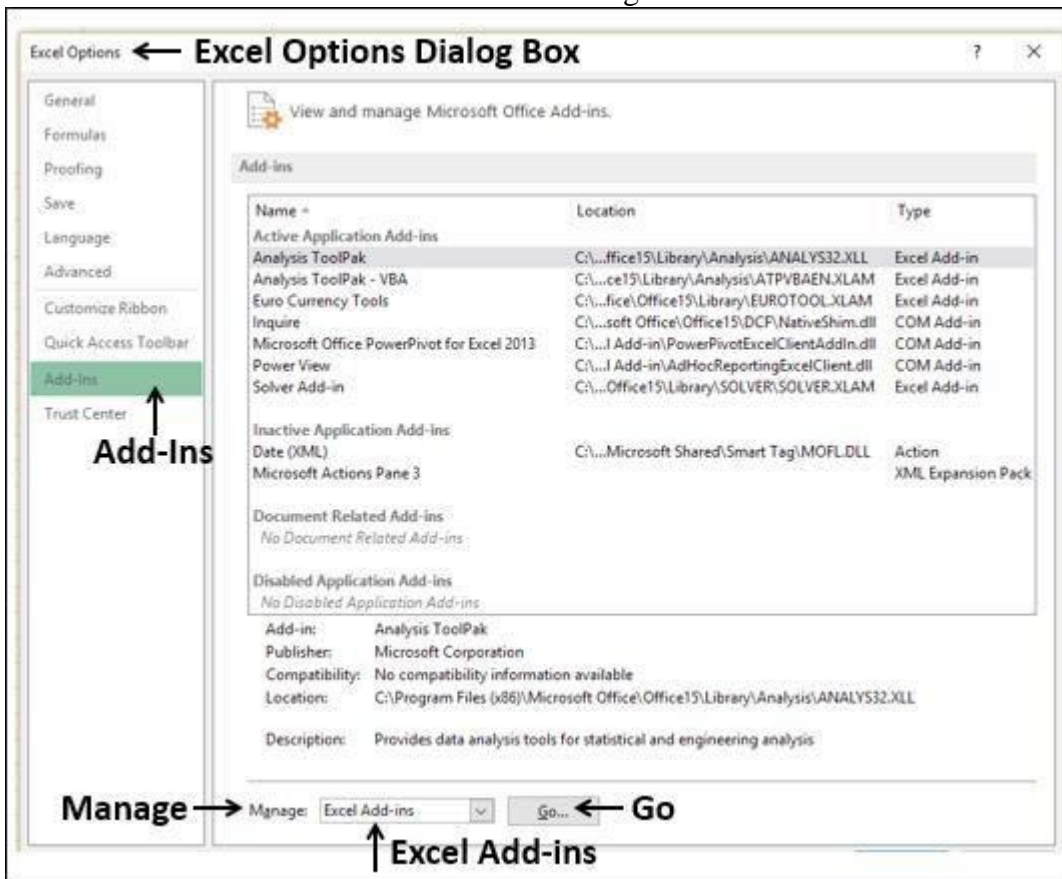 Excel Options ← Excel Options Dialog Box ? ×
General
Formulas
Proofing
Save
Language
Advanced
Customize Ribbon
Quick Access Toolbar
Add-Ins
Trust Center
Add-Ins
View and manage Microsoft Office Add-ins.
Add-ins
Name Location Type
Active Application Add-ins
Analysis ToolPak C:\...ffice15\Library\Analysis\ANALYS32.XLL Excel Add-in
Analysis ToolPak - VBA C:\...ce15\Library\Analysis\ATPVBAEN.XLAM Excel Add-in
Euro Currency Tools C:\...fice\Office15\Library\EUROTOOL.XLAM Excel Add-in
Inquire C:\...soft Office\Office15\DCF\NativeShim.dll COM Add-in
Microsoft Office PowerPivot for Excel 2013 C:\...l Add-in\PowerPivotExcelClientAddIn.dll COM Add-in
Power View C:\...l Add-in\AdHocReportingExcelClient.dll COM Add-in
Solver Add-in C:\...Office15\Library\SOLVER\SOLVER.XLAM Excel Add-in
Inactive Application Add-ins
Date (XML) C:\...Microsoft Shared\Smart Tag\MOFL.DLL Action
Microsoft Actions Pane 3 XML Expansion Pack
Document Related Add-ins
No Document Related Add-ins
Disabled Application Add-ins
No Disabled Application Add-ins
Add-in: Analysis ToolPak
Publisher: Microsoft Corporation
Compatibility: No compatibility information available
Location: C:\Program Files (x86)\Microsoft Office\Office15\Library\Analysis\ANALYS32.XLL
Description: Provides data analysis tools for statistical and engineering analysis
Manage → Manage: Excel Add-ins Go... ← Go
Excel Add-ins